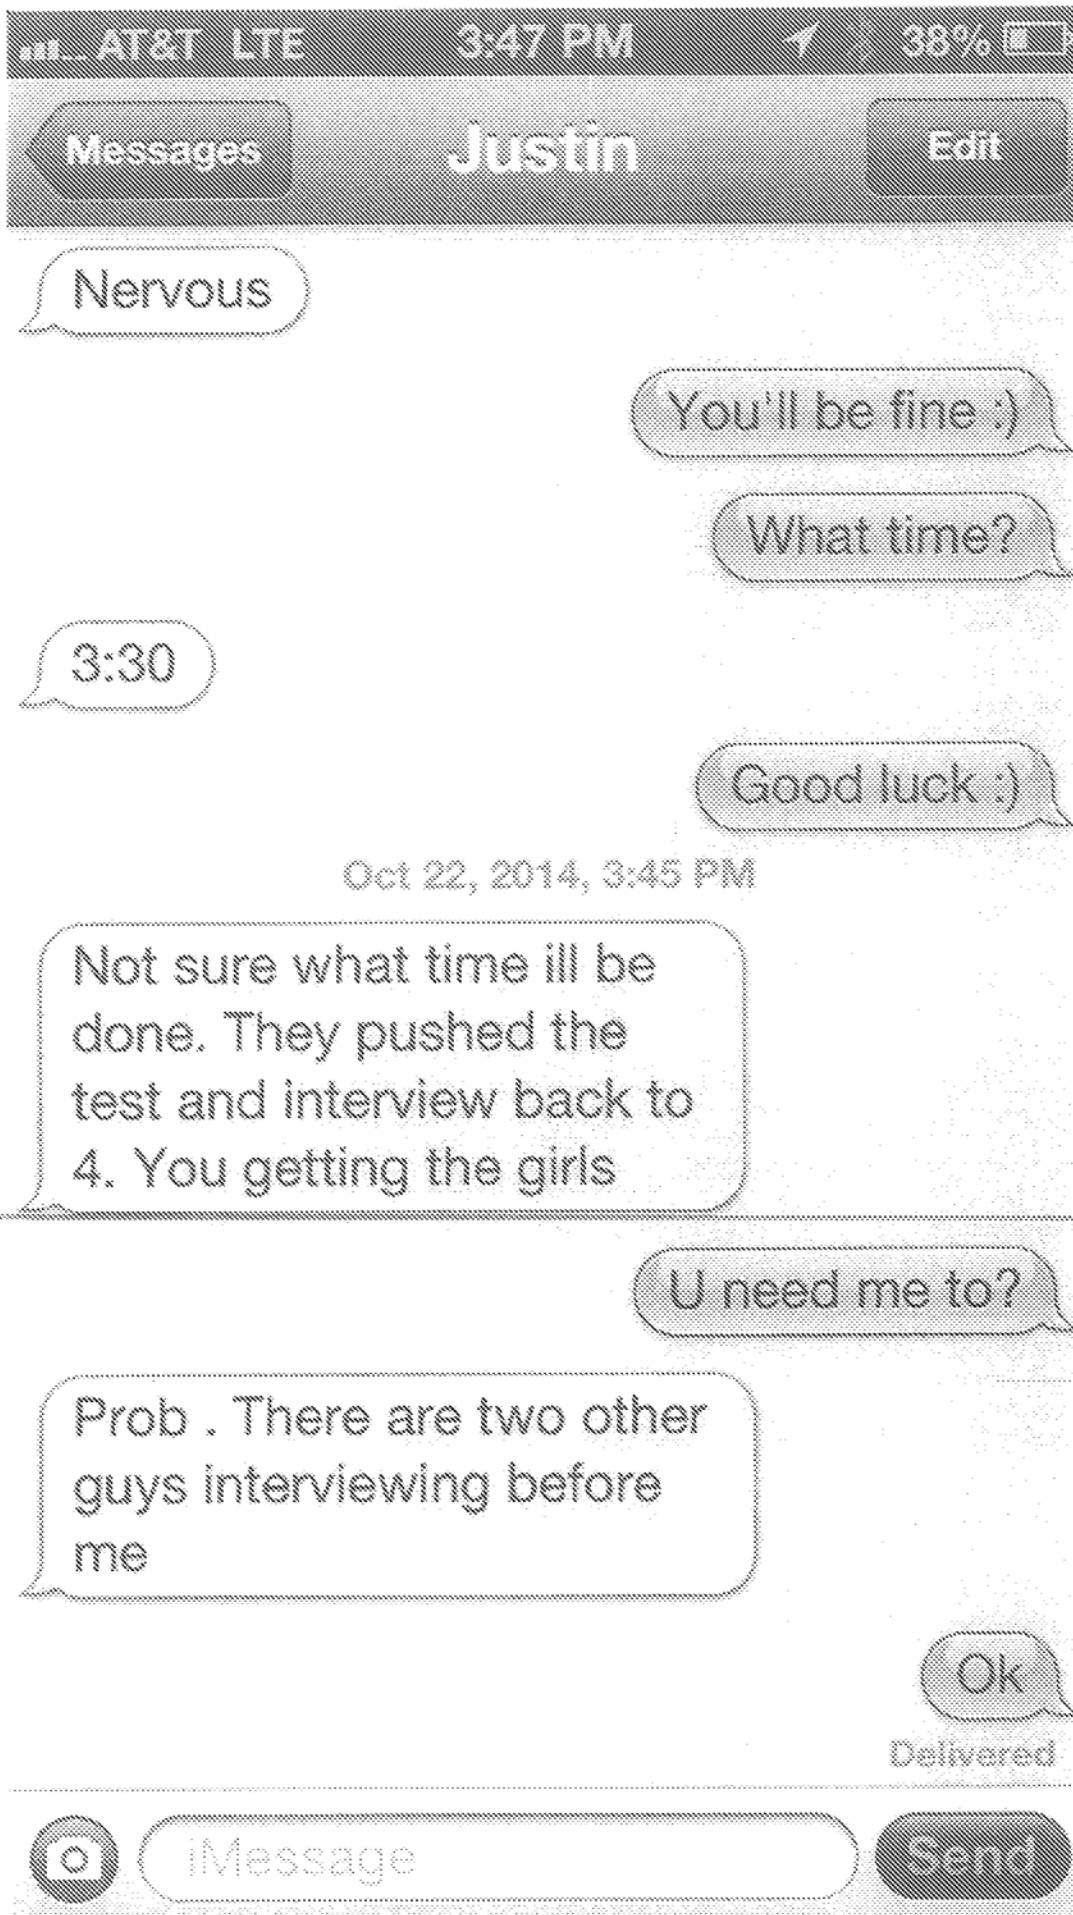 AT&T LTE 3:47 PM 38%
Messages Justin Edit
Nervous
You'll be fine :)
What time?
3:30
Good luck :)
Oct 22, 2014, 3:45 PM
Not sure what time ill be
done. They pushed the
test and interview back to
4. You getting the girls
U need me to?
Prob . There are two other
guys interviewing before
me
Ok
Delivered
iMessage Send